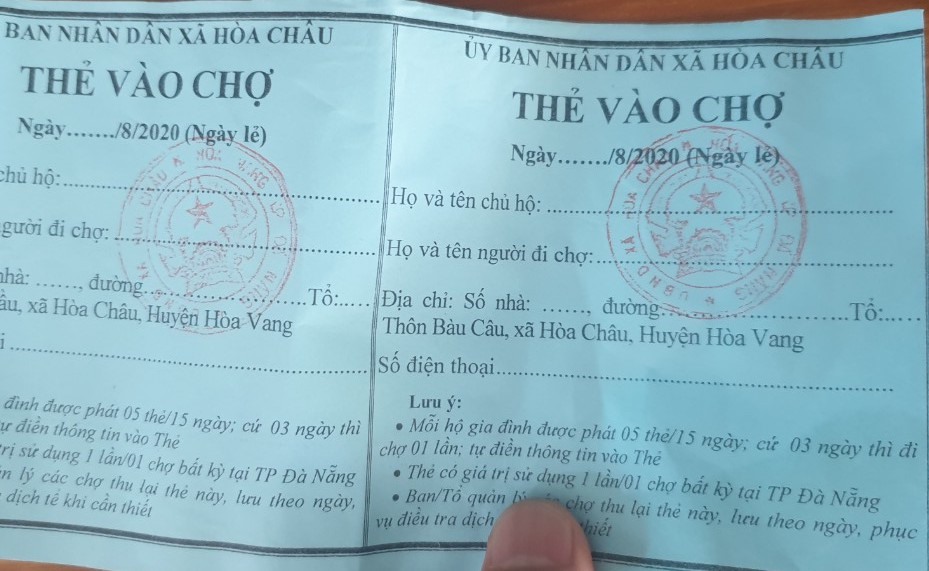 BAN NHÂN DÂN XÃ HÒA CHÂU
THẺ VÀO CHỢ
Ngày......./8/2020 (Ngày lẻ)
chủ hộ:
gười đi chợ:
nhà: ......, đường Tổ:.....
âu, xã Hòa Châu, Huyện Hòa Vang
i
đình được phát 05 thẻ/15 ngày; cứ 03 ngày thì
ự điền thông tin vào Thẻ
trị sử dụng 1 lần/01 chợ bất kỳ tại TP Đà Nẵng
n lý các chợ thu lại thẻ này, lưu theo ngày,
dịch tễ khi cần thiết
ỦY BAN NHÂN DÂN XÃ HÒA CHÂU
THẺ VÀO CHỢ
Ngày......./8/2020 (Ngày lẻ)
Họ và tên chủ hộ:
Họ và tên người đi chợ:
Địa chỉ: Số nhà: ......, đường Tổ:.....
Thôn Bàu Câu, xã Hòa Châu, Huyện Hòa Vang
Số điện thoại
Lưu ý:
• Mỗi hộ gia đình được phát 05 thẻ/15 ngày; cứ 03 ngày thì đi
chợ 01 lần; tự điền thông tin vào Thẻ
• Thẻ có giá trị sử dụng 1 lần/01 chợ bất kỳ tại TP Đà Nẵng
• Ban/Tổ quản lý chợ thu lại thẻ này, lưu theo ngày, phục
vụ điều tra dịch thiết